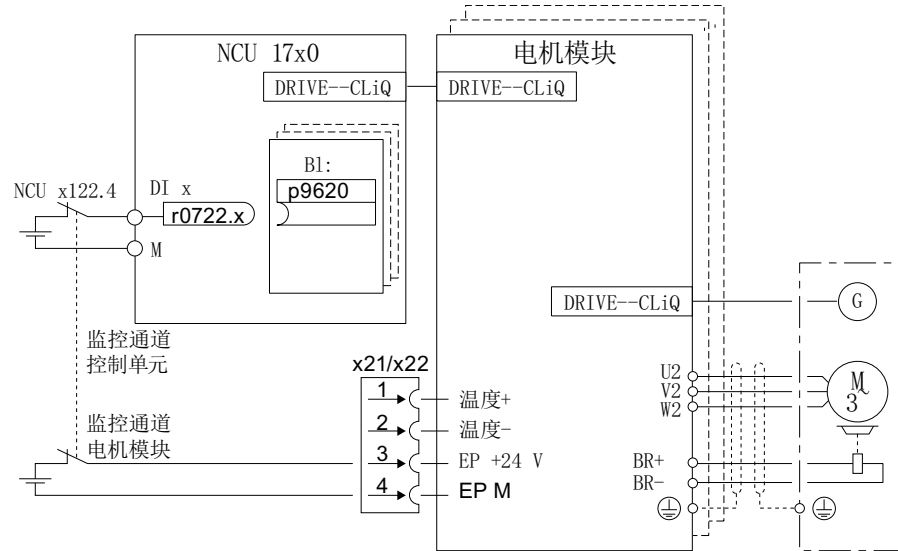 NCU 17x0
电机模块
DRIVE--CLiQ
DRIVE--CLiQ
B1:
p9620
NCU x122.4
DI x
r0722.x
M
DRIVE--CLiQ
G
监控通道
控制单元
x21/x22
1
温度+
2
温度-
3
EP +24 V
4
EP M
监控通道
电机模块
U2
V2
W2
M
3
~
BR+
BR-